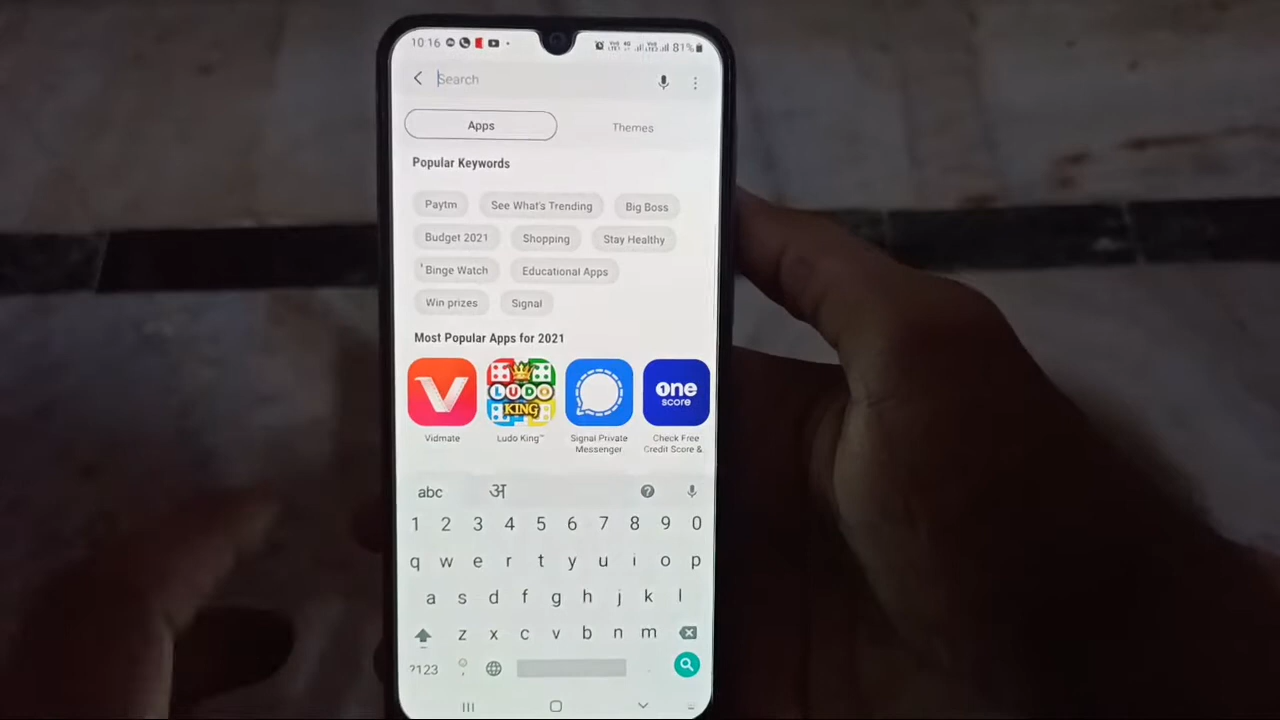 10:16 81%
Search
Apps Themes
Popular Keywords
Paytm See What's Trending Big Boss
Budget 2021 Shopping Stay Healthy
Binge Watch Educational Apps
Win prizes Signal
Most Popular Apps for 2021
LUDO KING one score
Vidmate Ludo King™ Signal Private Messenger Check Free Credit Score &
abc अ
1 2 3 4 5 6 7 8 9 0
q w e r t y u i o p
a s d f g h j k l
z x c v b n m
?123 , .